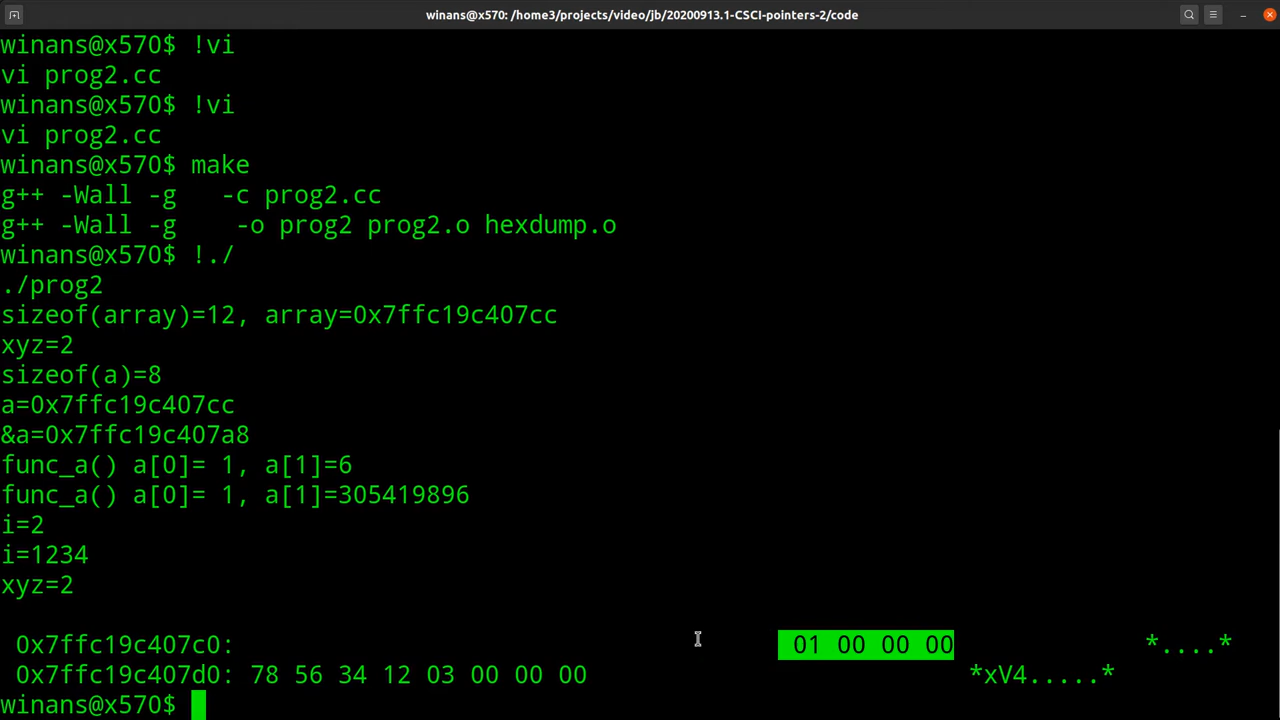 winans@x570: /home3/projects/video/jb/20200913.1-CSCI-pointers-2/code
winans@x570$ !vi
vi prog2.cc
winans@x570$ !vi
vi prog2.cc
winans@x570$ make
g++ -Wall -g   -c prog2.cc
g++ -Wall -g    -o prog2 prog2.o hexdump.o
winans@x570$ !./
./prog2
sizeof(array)=12, array=0x7ffc19c407cc
xyz=2
sizeof(a)=8
a=0x7ffc19c407cc
&a=0x7ffc19c407a8
func_a() a[0]= 1, a[1]=6
func_a() a[0]= 1, a[1]=305419896
i=2
i=1234
xyz=2
0x7ffc19c407c0:                                      01 00 00 00             *....*
0x7ffc19c407d0: 78 56 34 12 03 00 00 00                          *xV4.....*
winans@x570$